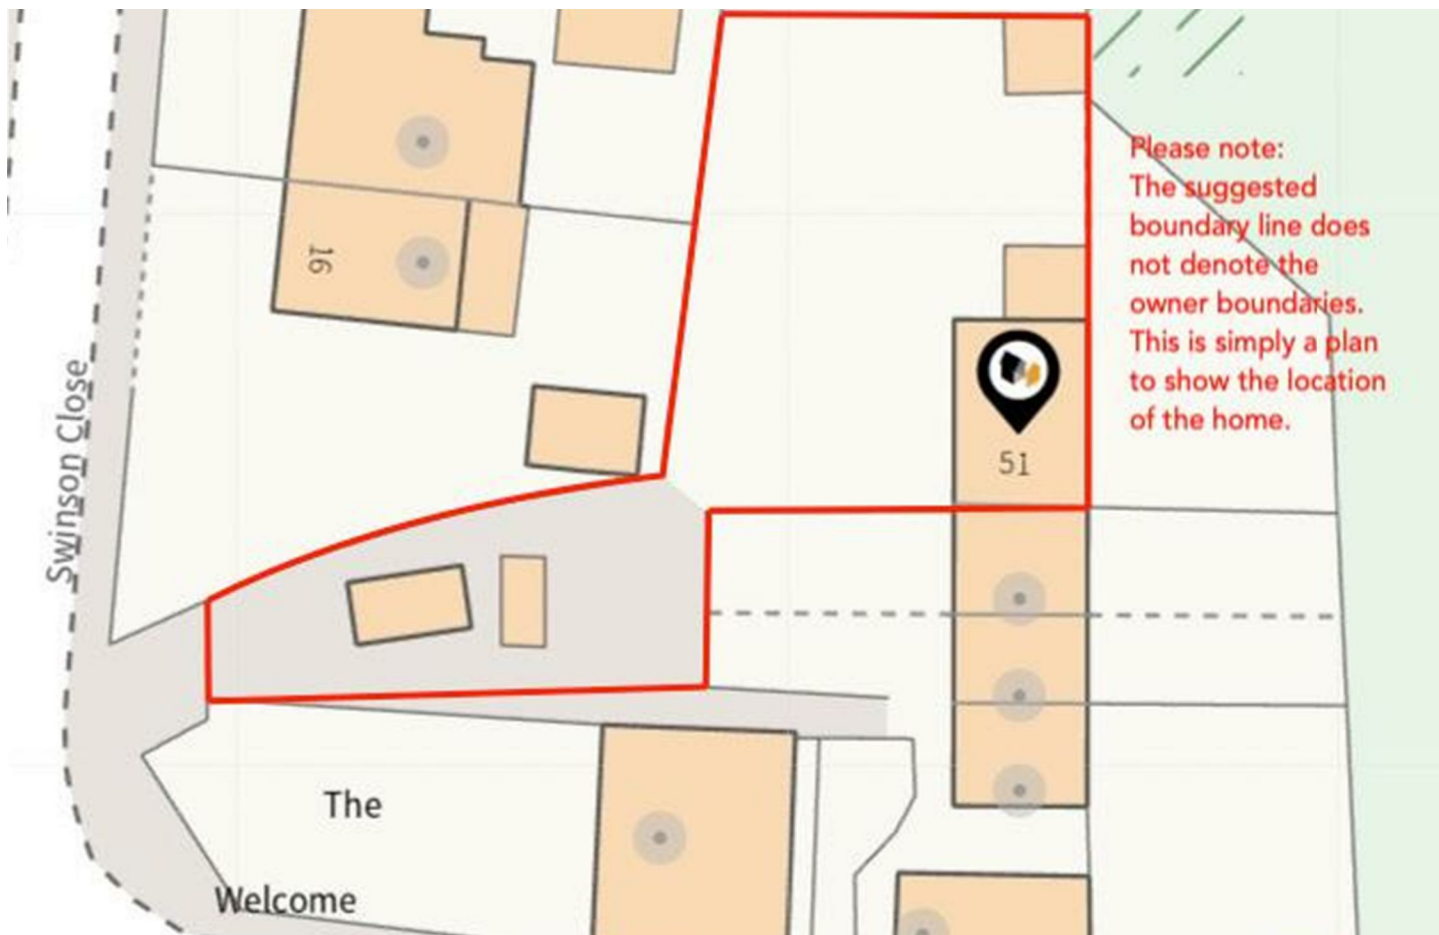 Please note:
The suggested
boundary line does
not denote the
owner boundaries.
This is simply a plan
to show the location
of the home.
16
51
Swinson Close
The
Welcome